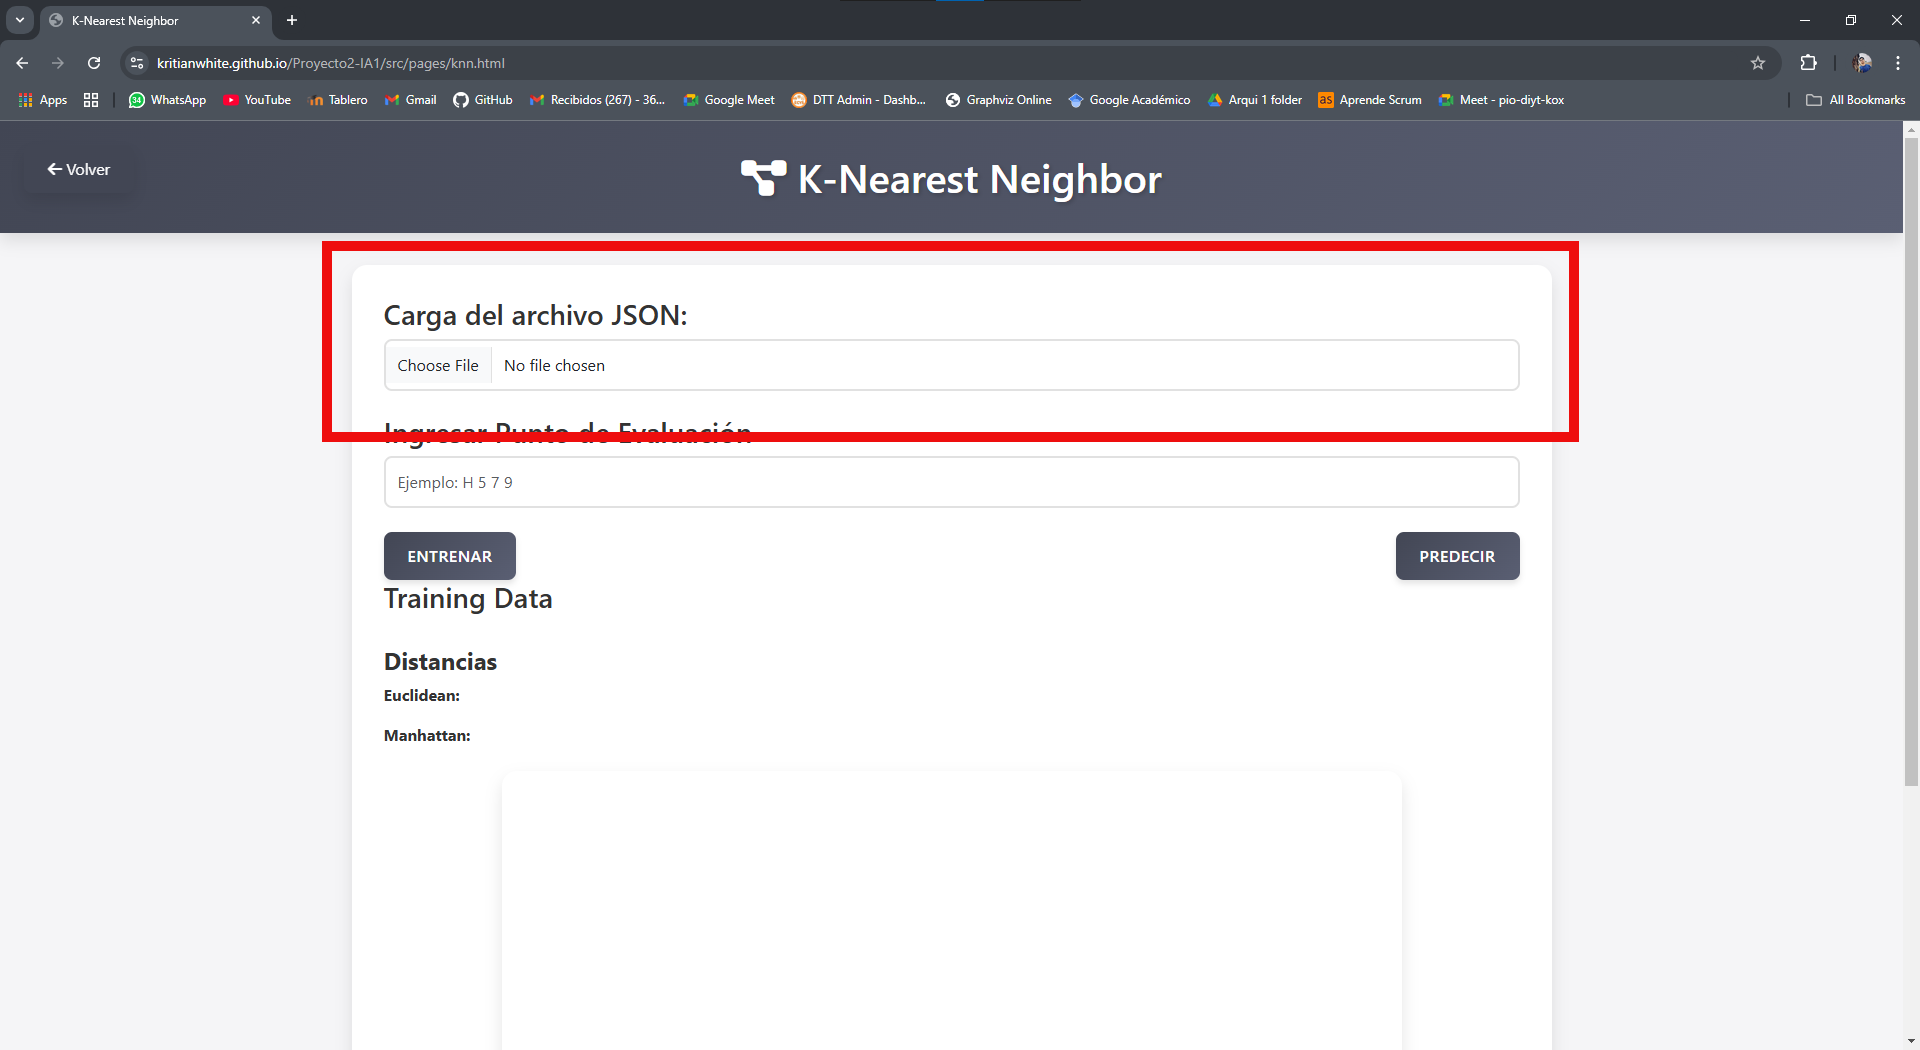 K-Nearest Neighbor
kritianwhite.github.io/Proyecto2-IA1/src/pages/knn.html
Apps
34 WhatsApp
YouTube
Tablero
Gmail
GitHub
Recibidos (267) - 36...
Google Meet
DTT Admin - Dashb...
Graphviz Online
Google Académico
Arqui 1 folder
as Aprende Scrum
Meet - pio-diyt-kox
All Bookmarks
Volver
K-Nearest Neighbor
Carga del archivo JSON:
Choose File No file chosen
Ingresar Punto de Evaluación
Ejemplo: H 5 7 9
ENTRENAR
PREDECIR
Training Data
Distancias
Euclidean:
Manhattan: